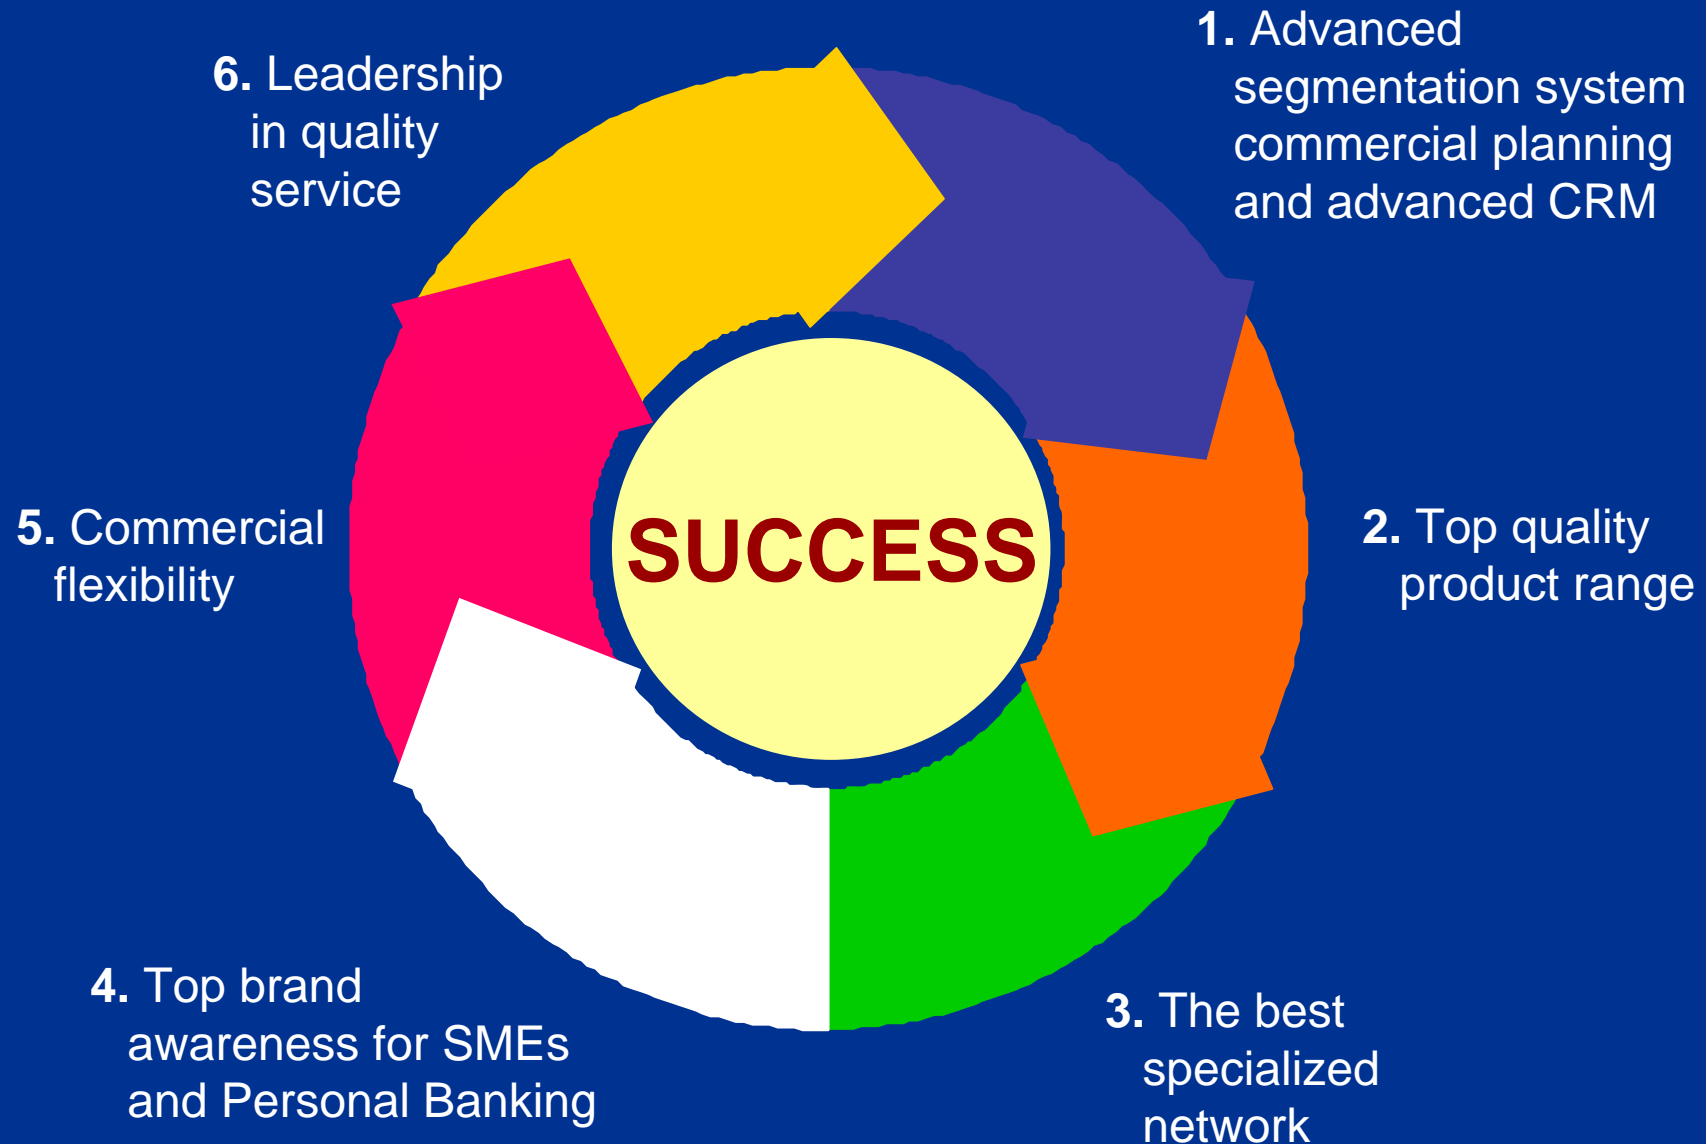 1. Advanced
segmentation system
commercial planning
and advanced CRM
2. Top quality
product range
3. The best
specialized
network
4. Top brand
awareness for SMEs
and Personal Banking
5. Commercial
flexibility
6. Leadership
in quality
service
SUCCESS